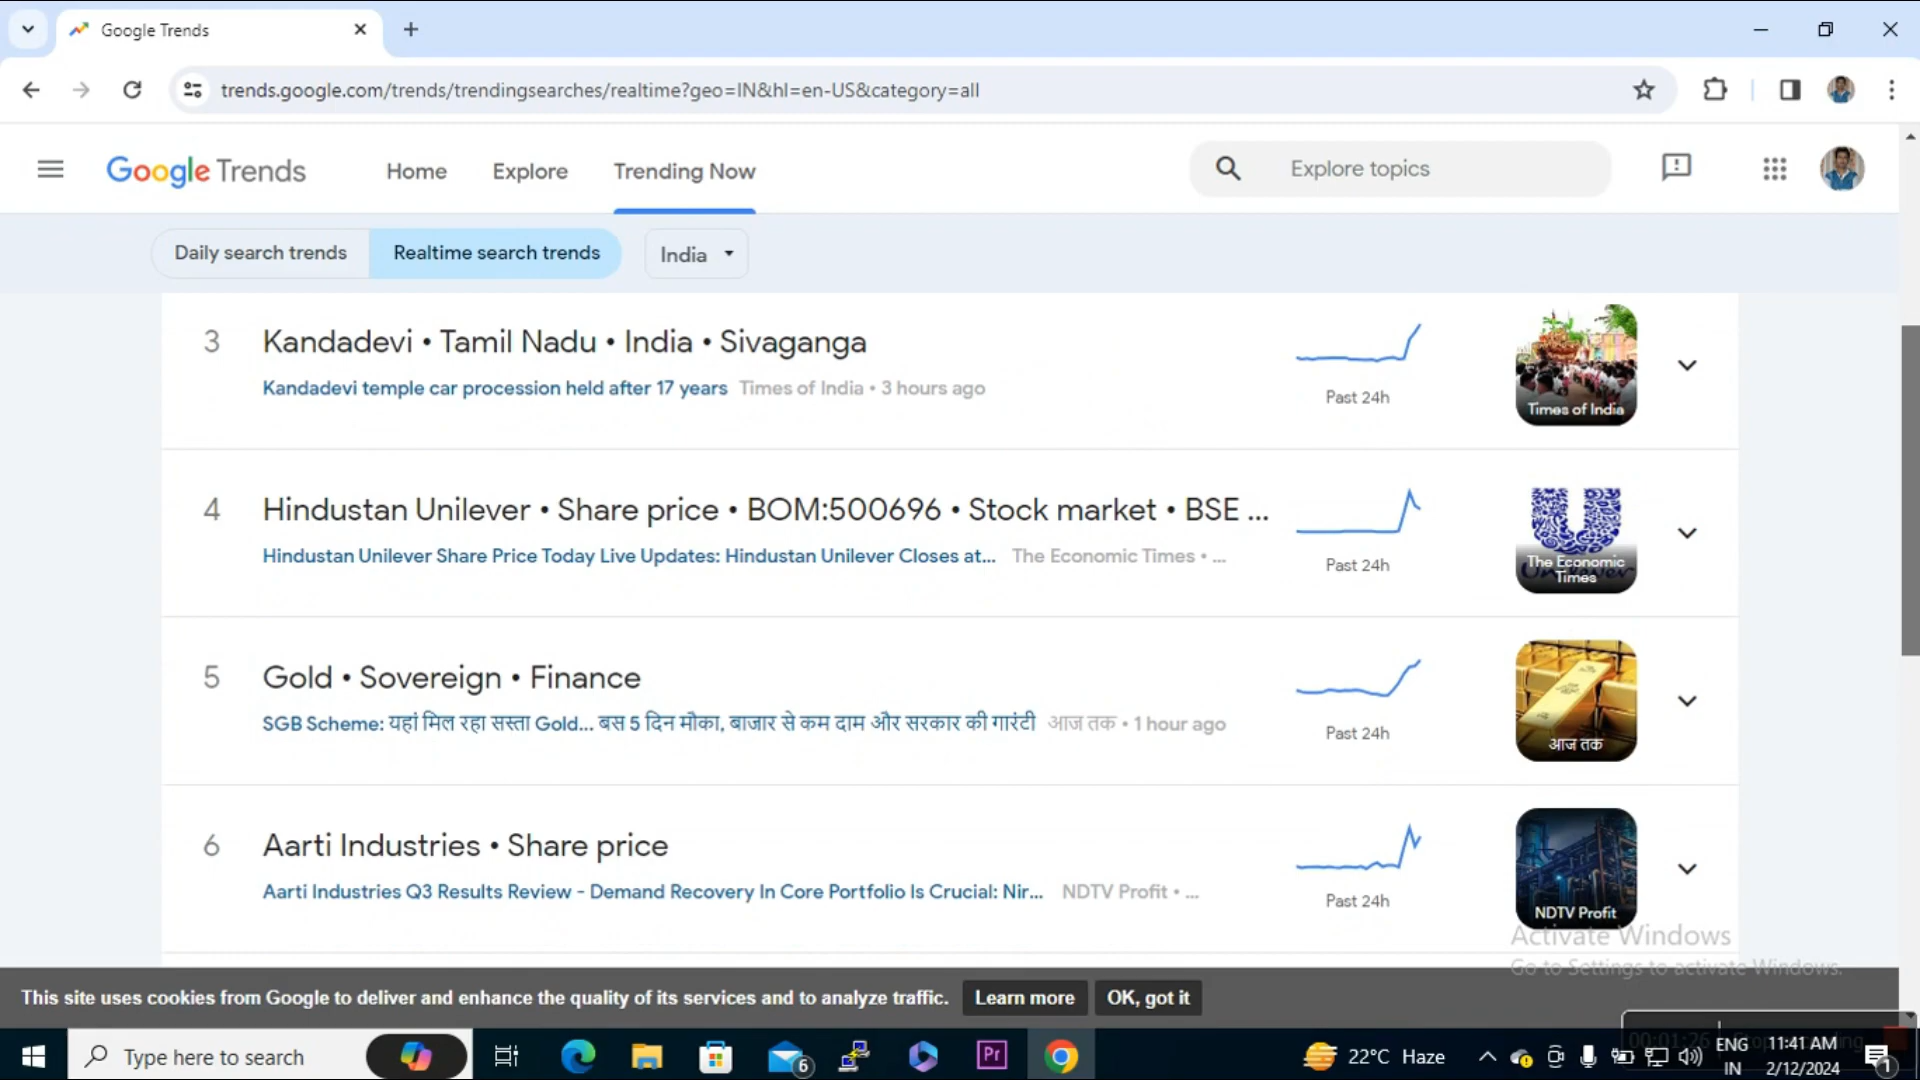 Google Trends
trends.google.com/trends/trendingsearches/realtime?geo=IN&hl=en-US&category=all
Google Trends
Home
Explore
Trending Now
Explore topics
Daily search trends
Realtime search trends
India
3
Kandadevi • Tamil Nadu • India • Sivaganga
Kandadevi temple car procession held after 17 years Times of India • 3 hours ago
Past 24h
Times of India
4
Hindustan Unilever • Share price • BOM:500696 • Stock market • BSE ...
Hindustan Unilever Share Price Today Live Updates: Hindustan Unilever Closes at... The Economic Times • ...
Past 24h
The Economic
Times
5
Gold • Sovereign • Finance
SGB Scheme: यहां मिल रहा सस्ता Gold... बस 5 दिन मौका, बाजार से कम दाम और सरकार की गारंटी आज तक • 1 hour ago
Past 24h
आज तक
6
Aarti Industries • Share price
Aarti Industries Q3 Results Review - Demand Recovery In Core Portfolio Is Crucial: Nir... NDTV Profit • ...
Past 24h
NDTV Profit
Activate Windows
Go to Settings to activate Windows.
This site uses cookies from Google to deliver and enhance the quality of its services and to analyze traffic.
Learn more
OK, got it
Type here to search
6
Pr
22°C Haze
00:01:26
ENG
IN
11:41 AM
2/12/2024
1